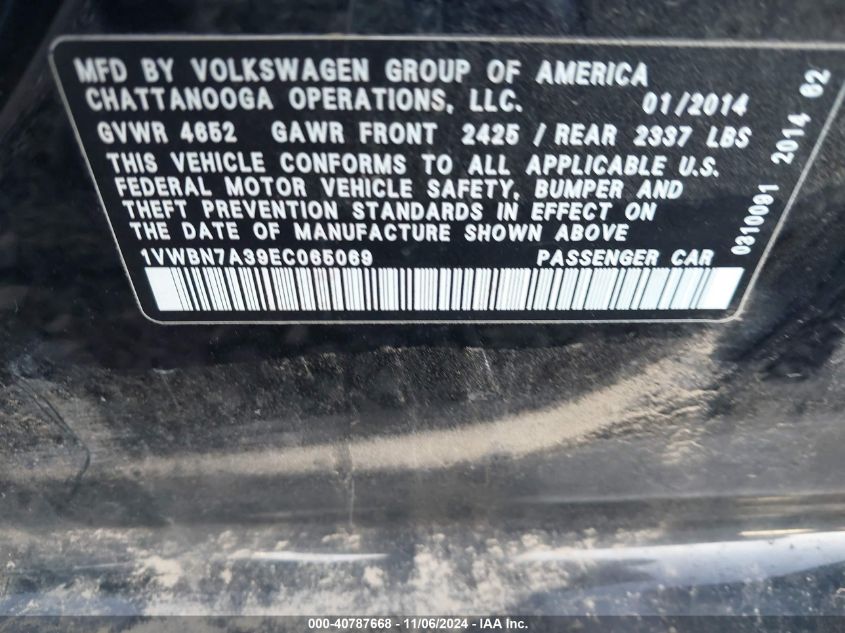 MFD BY VOLKSWAGEN GROUP OF AMERICA
CHATTANOOGA OPERATIONS, LLC. 01/2014
GVWR 4652 GAWR FRONT 2425 / REAR 2337 LBS
THIS VEHICLE CONFORMS TO ALL APPLICABLE U.S.
FEDERAL MOTOR VEHICLE SAFETY, BUMPER AND
THEFT PREVENTION STANDARDS IN EFFECT ON
THE DATE OF MANUFACTURE SHOWN ABOVE
1VWBN7A39EC065069 PASSENGER CAR
0310091 2014 62
000-40787668 - 11/06/2024 - IAA Inc.